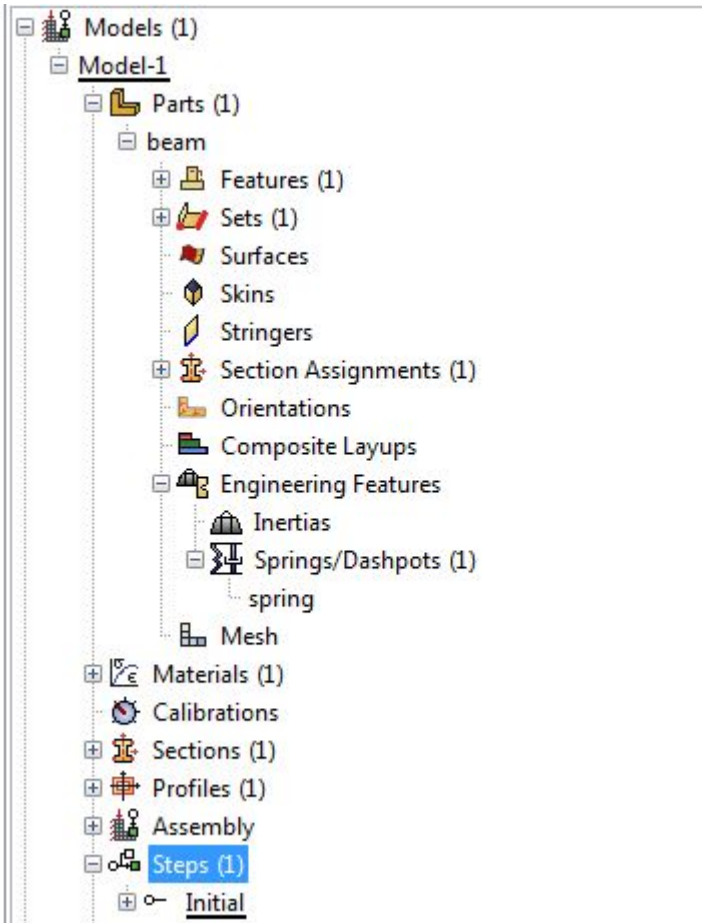 Models (1)
Model-1
Parts (1)
beam
Features (1)
Sets (1)
Surfaces
Skins
Stringers
Section Assignments (1)
Orientations
Composite Layups
Engineering Features
Inertias
Springs/Dashpots (1)
spring
Mesh
Materials (1)
Calibrations
Sections (1)
Profiles (1)
Assembly
Steps (1)
Initial